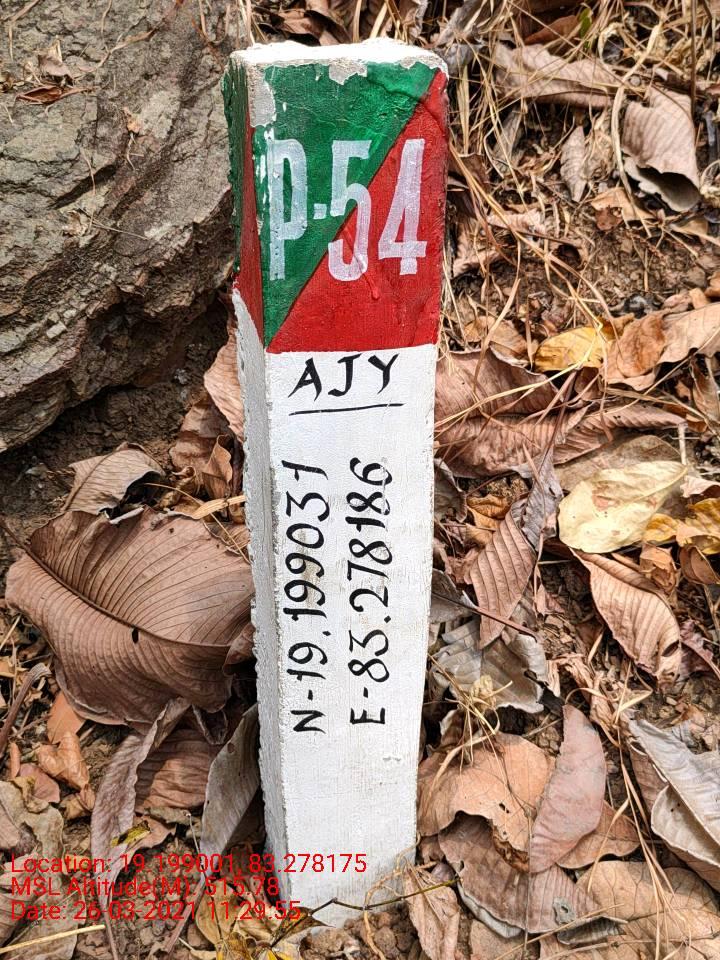 P-54
AJY
N-19.199031
E-83.278186
Location: 19.199001, 83.278175
MSL Altitude(M): 515.78
Date: 26-03-2021 11:29:55